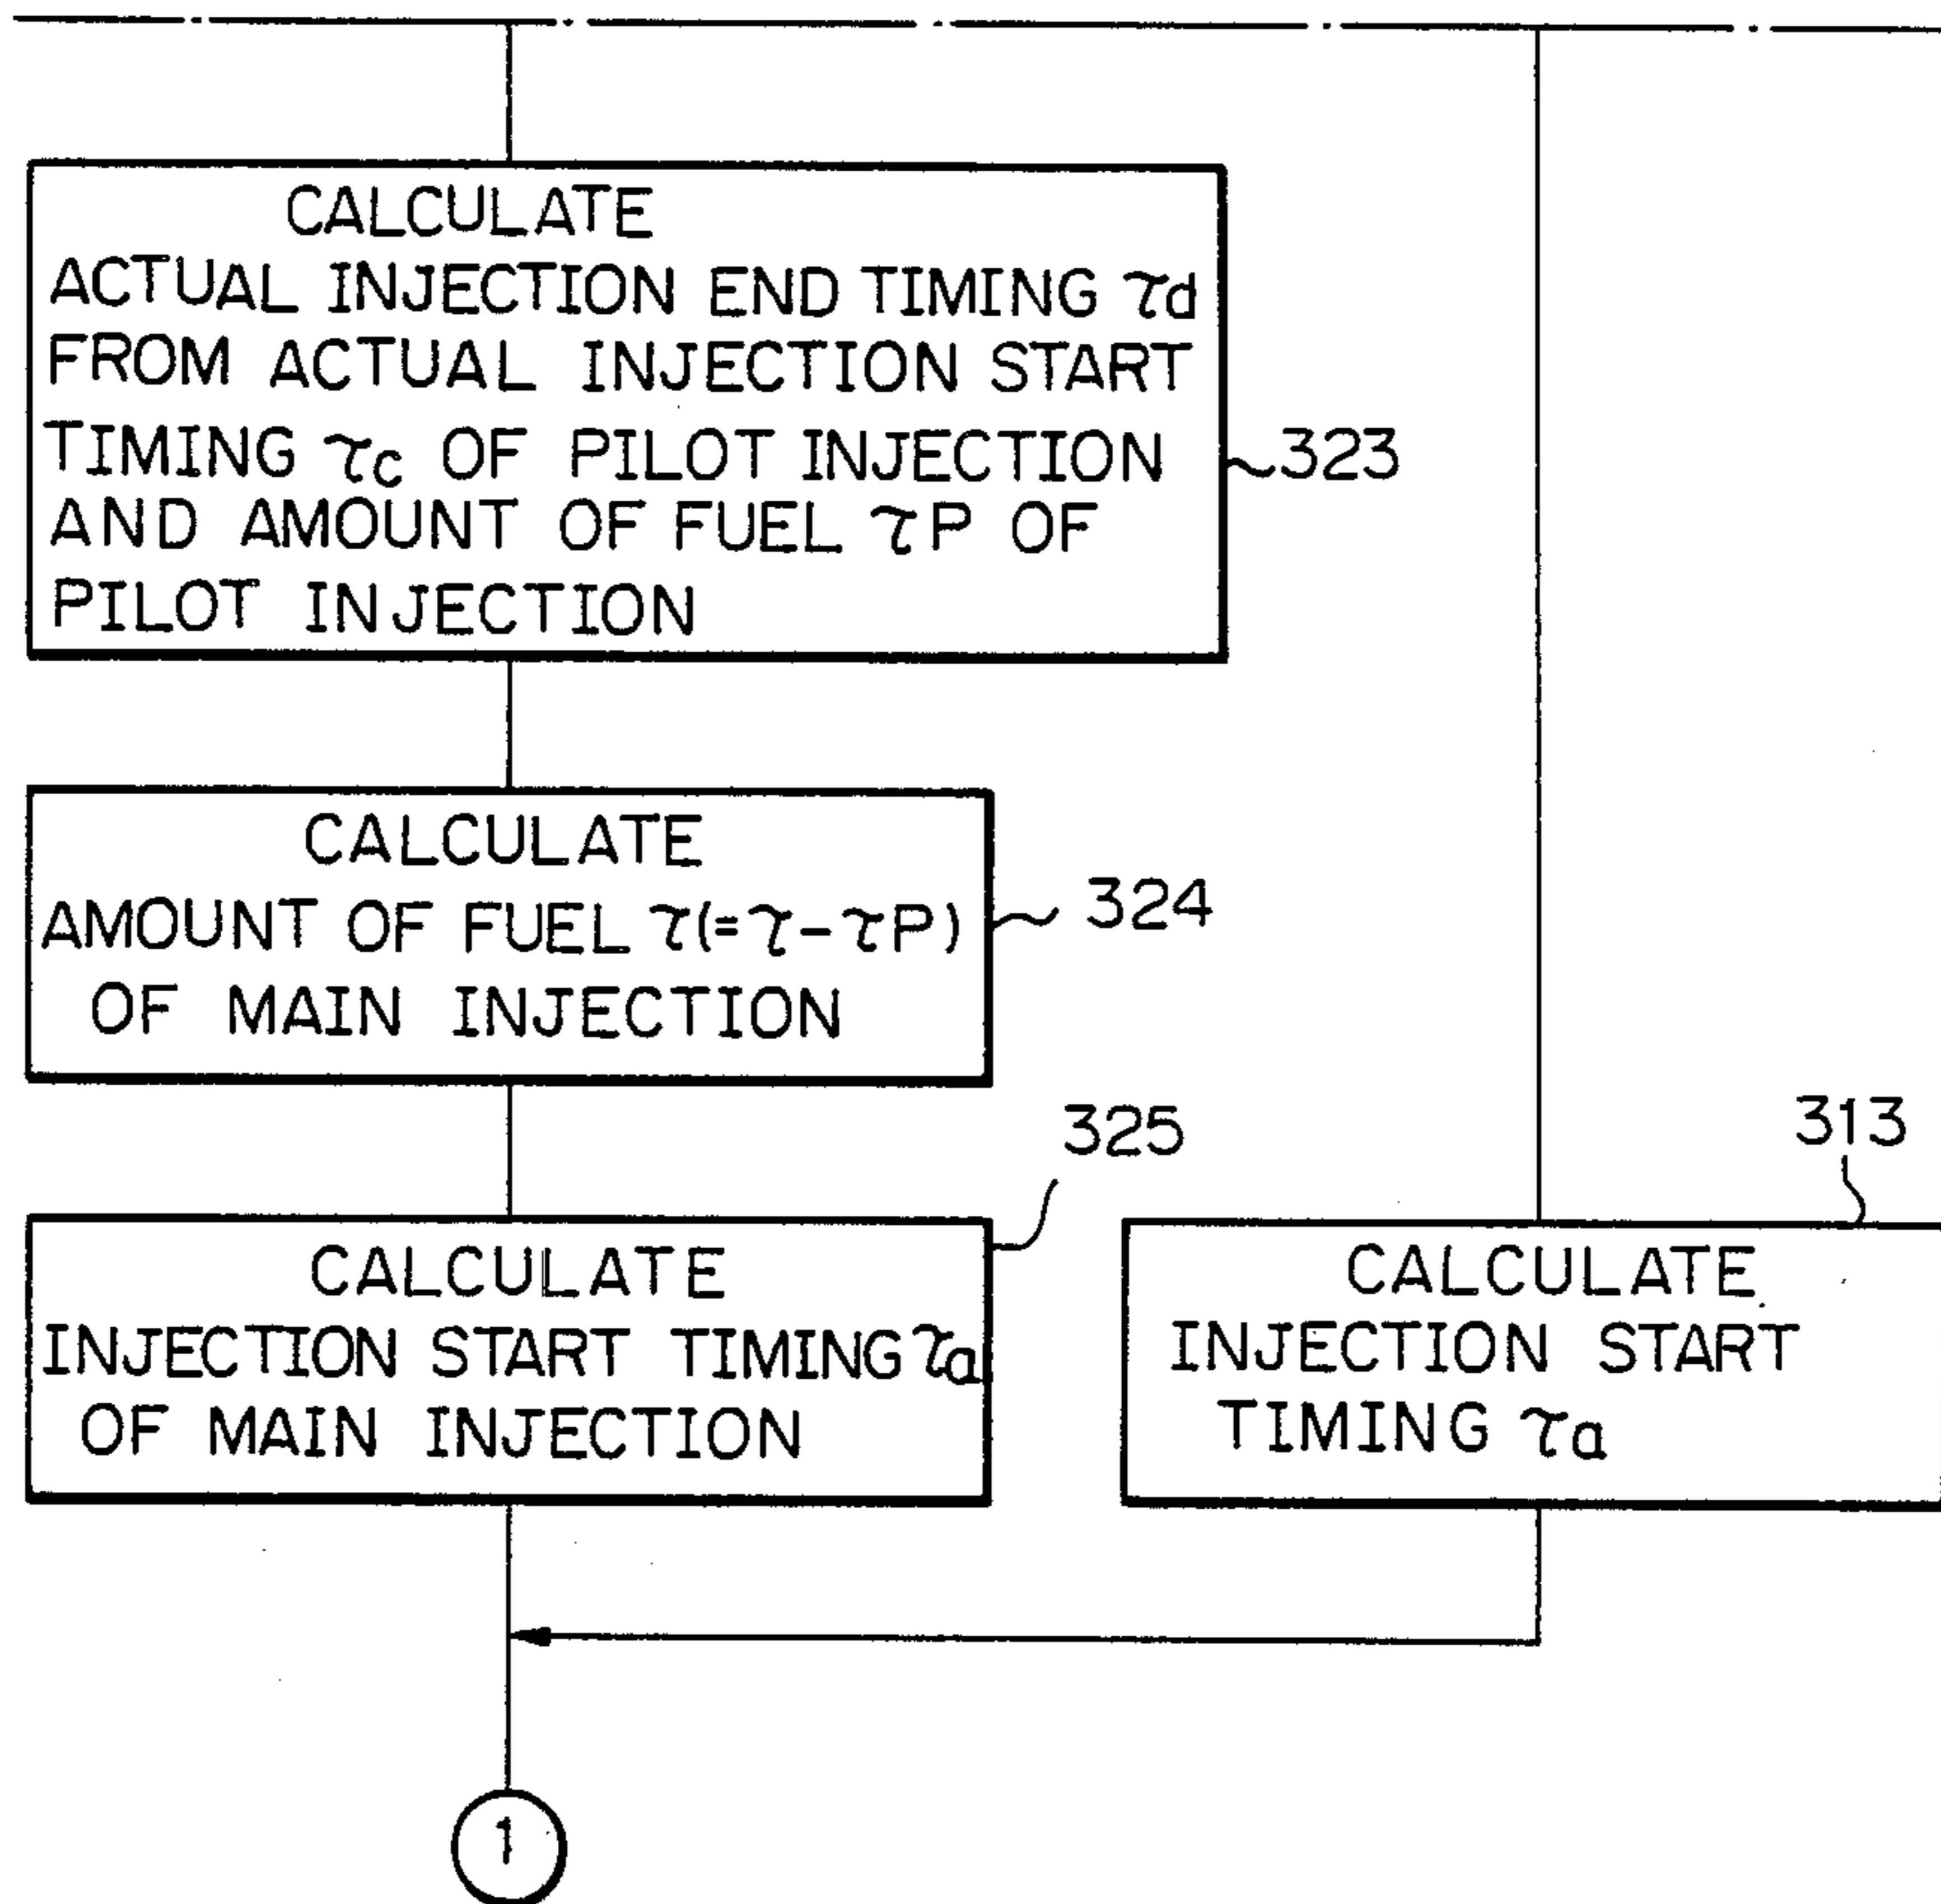 CALCULATE
ACTUAL INJECTION END TIMING τd
FROM ACTUAL INJECTION START
TIMING τc OF PILOT INJECTION
AND AMOUNT OF FUEL τP OF
PILOT INJECTION
323
CALCULATE
AMOUNT OF FUEL τ(=τ-τP)
OF MAIN INJECTION
324
CALCULATE
INJECTION START TIMING τa
OF MAIN INJECTION
325
CALCULATE
INJECTION START
TIMING τa
313
1